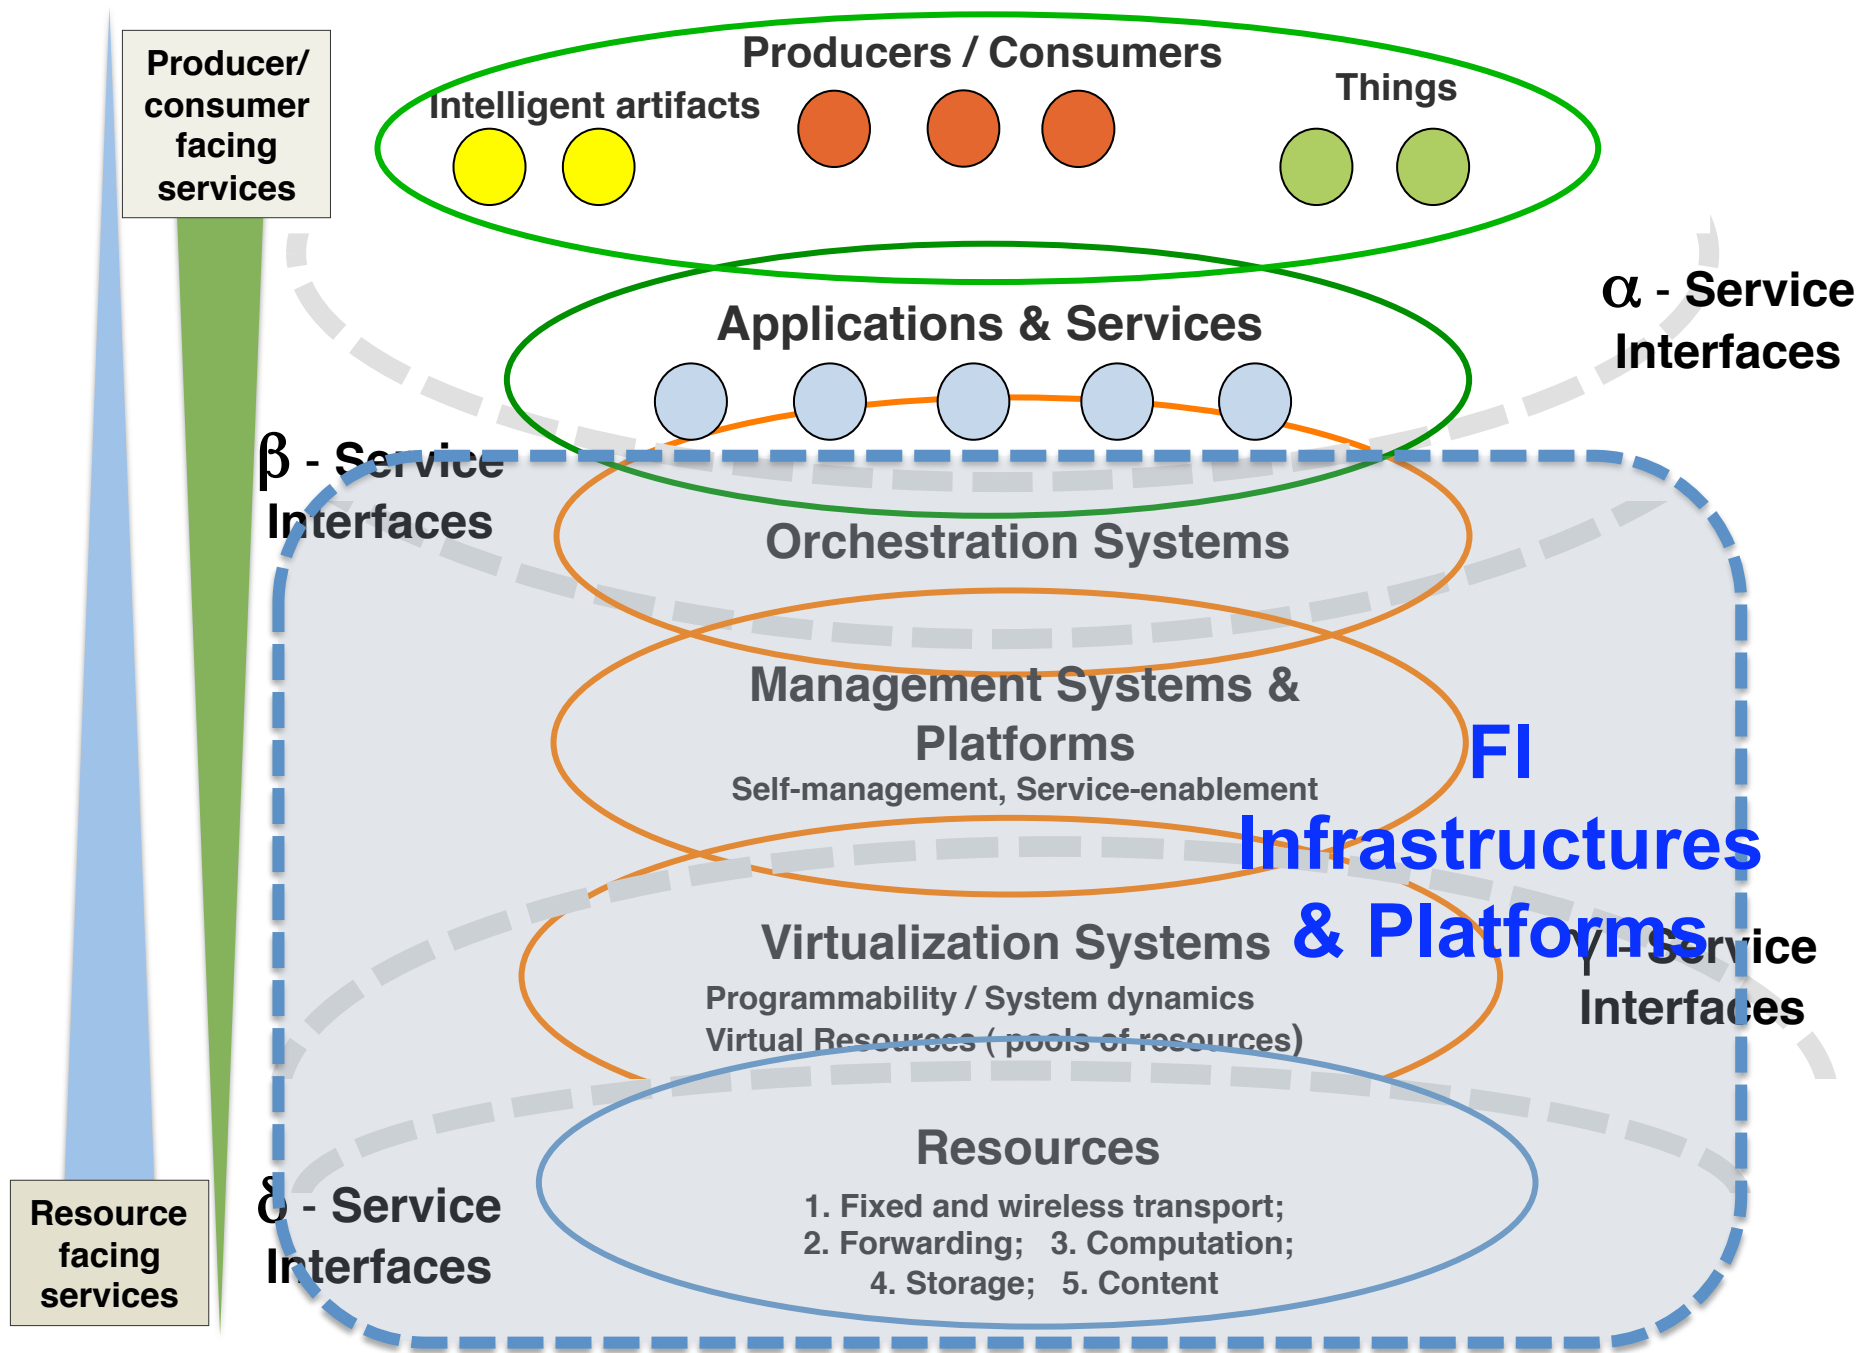 Producer/
consumer
facing
services
Producers / Consumers
Intelligent artifacts
Things
α - Service
Interfaces
Applications & Services
β - Service
Interfaces
Orchestration Systems
Management Systems &
Platforms
Self-management, Service-enablement
FI
Infrastructures
& Platforms
Virtualization Systems
Programmability / System dynamics
Virtual Resources ( pools of resources)
γ - Service
Interfaces
Resources
1. Fixed and wireless transport;
2. Forwarding; 3. Computation;
4. Storage; 5. Content
δ - Service
Interfaces
Resource
facing
services